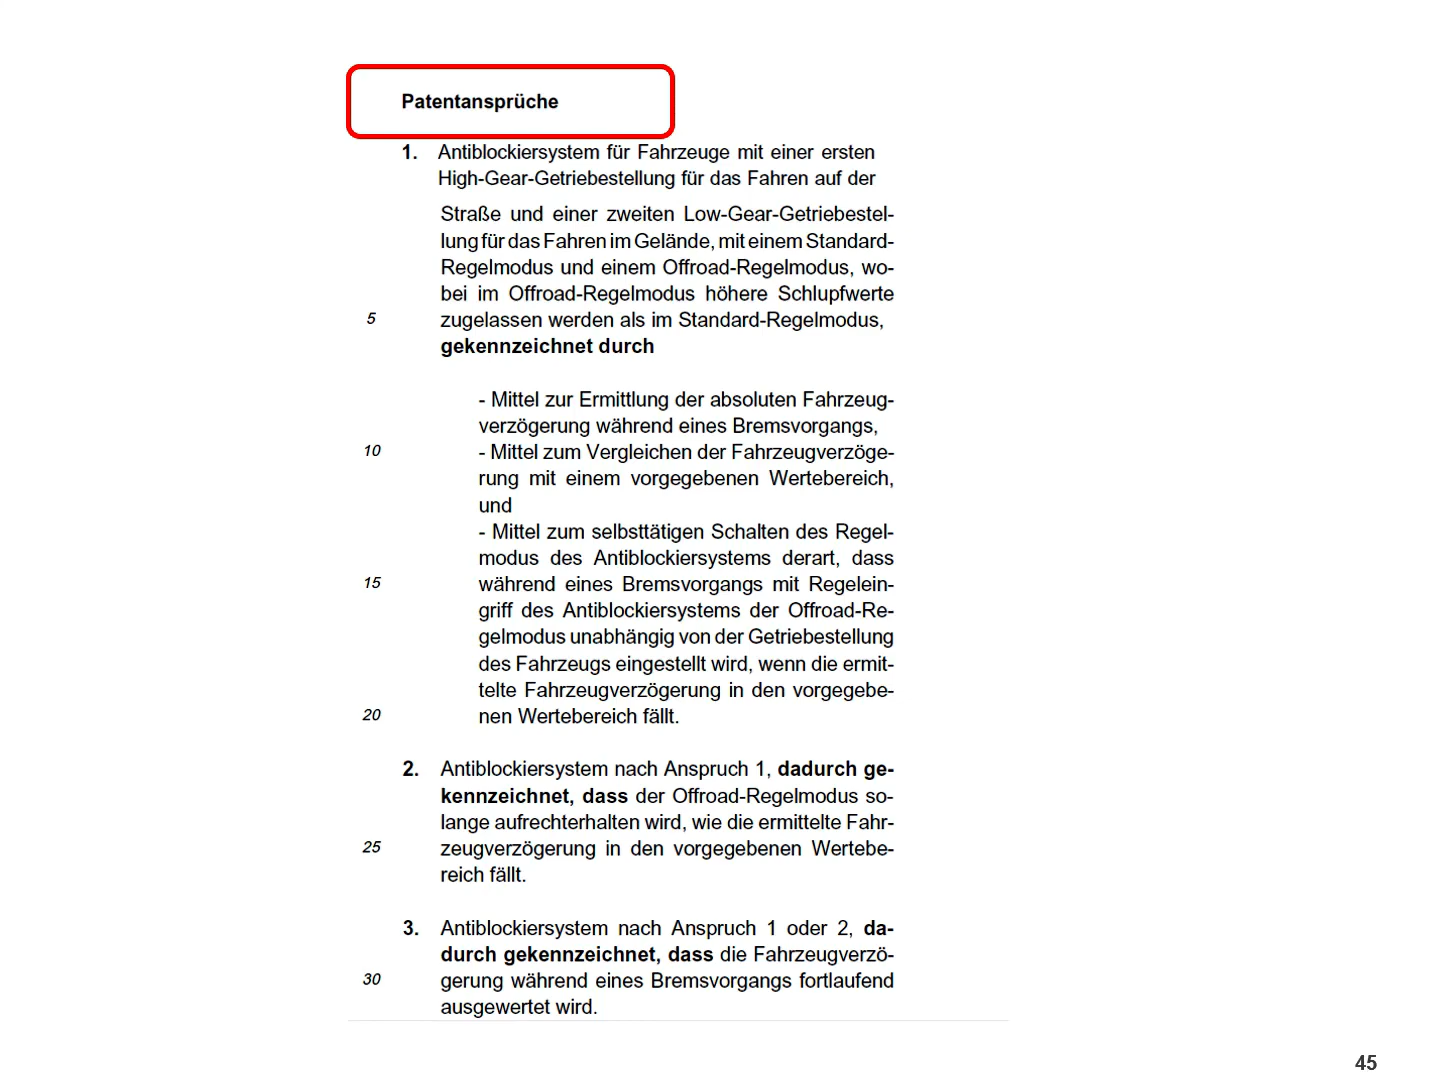 Patentansprüche
1. Antiblockiersystem für Fahrzeuge mit einer ersten
High-Gear-Getriebestellung für das Fahren auf der
Straße und einer zweiten Low-Gear-Getriebestel-
lung für das Fahren im Gelände, mit einem Standard-
Regelmodus und einem Offroad-Regelmodus, wo-
bei im Offroad-Regelmodus höhere Schlupfwerte
5 zugelassen werden als im Standard-Regelmodus,
gekennzeichnet durch
- Mittel zur Ermittlung der absoluten Fahrzeug-
verzögerung während eines Bremsvorgangs,
10 - Mittel zum Vergleichen der Fahrzeugverzöge-
rung mit einem vorgegebenen Wertebereich,
und
- Mittel zum selbsttätigen Schalten des Regel-
modus des Antiblockiersystems derart, dass
15 während eines Bremsvorgangs mit Regelein-
griff des Antiblockiersystems der Offroad-Re-
gelmodus unabhängig von der Getriebestellung
des Fahrzeugs eingestellt wird, wenn die ermit-
telte Fahrzeugverzögerung in den vorgegebe-
20 nen Wertebereich fällt.
2. Antiblockiersystem nach Anspruch 1, dadurch ge-
kennzeichnet, dass der Offroad-Regelmodus so-
lange aufrechterhalten wird, wie die ermittelte Fahr-
25 zeugverzögerung in den vorgegebenen Wertebe-
reich fällt.
3. Antiblockiersystem nach Anspruch 1 oder 2, da-
durch gekennzeichnet, dass die Fahrzeugverzö-
30 gerung während eines Bremsvorgangs fortlaufend
ausgewertet wird.
45